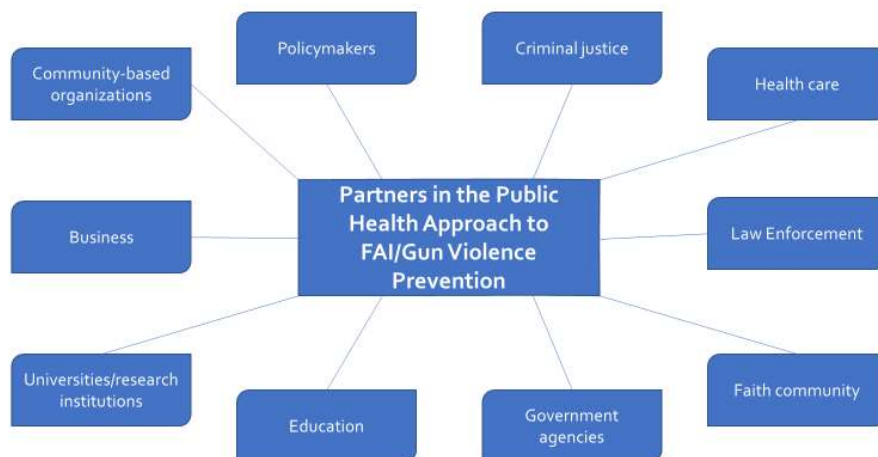 Policymakers
Criminal justice
Community-based
organizations
Health care
Partners in the Public
Health Approach to
FAI/Gun Violence
Prevention
Business
Law Enforcement
Universities/research
institutions
Faith community
Education
Government
agencies